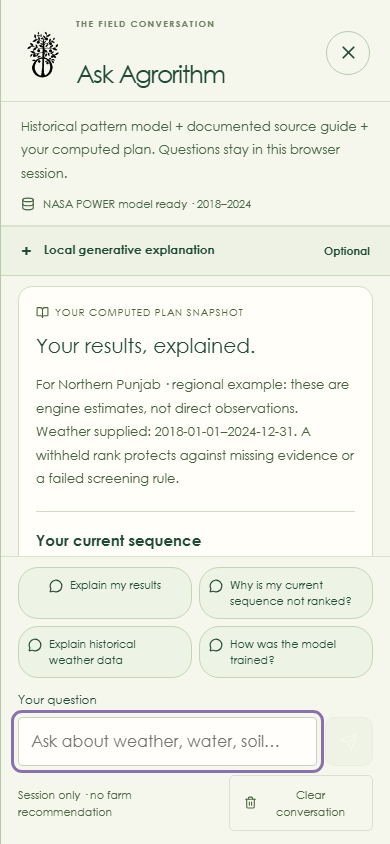 THE FIELD CONVERSATION
Ask Agrorithm
Historical pattern model + documented source guide +
your computed plan. Questions stay in this browser
session.
NASA POWER model ready · 2018–2024
+ Local generative explanation Optional
YOUR COMPUTED PLAN SNAPSHOT
Your results, explained.
For Northern Punjab · regional example: these are
engine estimates, not direct observations.
Weather supplied: 2018-01-01–2024-12-31. A
withheld rank protects against missing evidence or
a failed screening rule.
Your current sequence
Explain my results
Why is my current
sequence not ranked?
Explain historical
weather data
How was the model
trained?
Your question
Ask about weather, water, soil...
Session only · no farm
recommendation
Clear
conversation